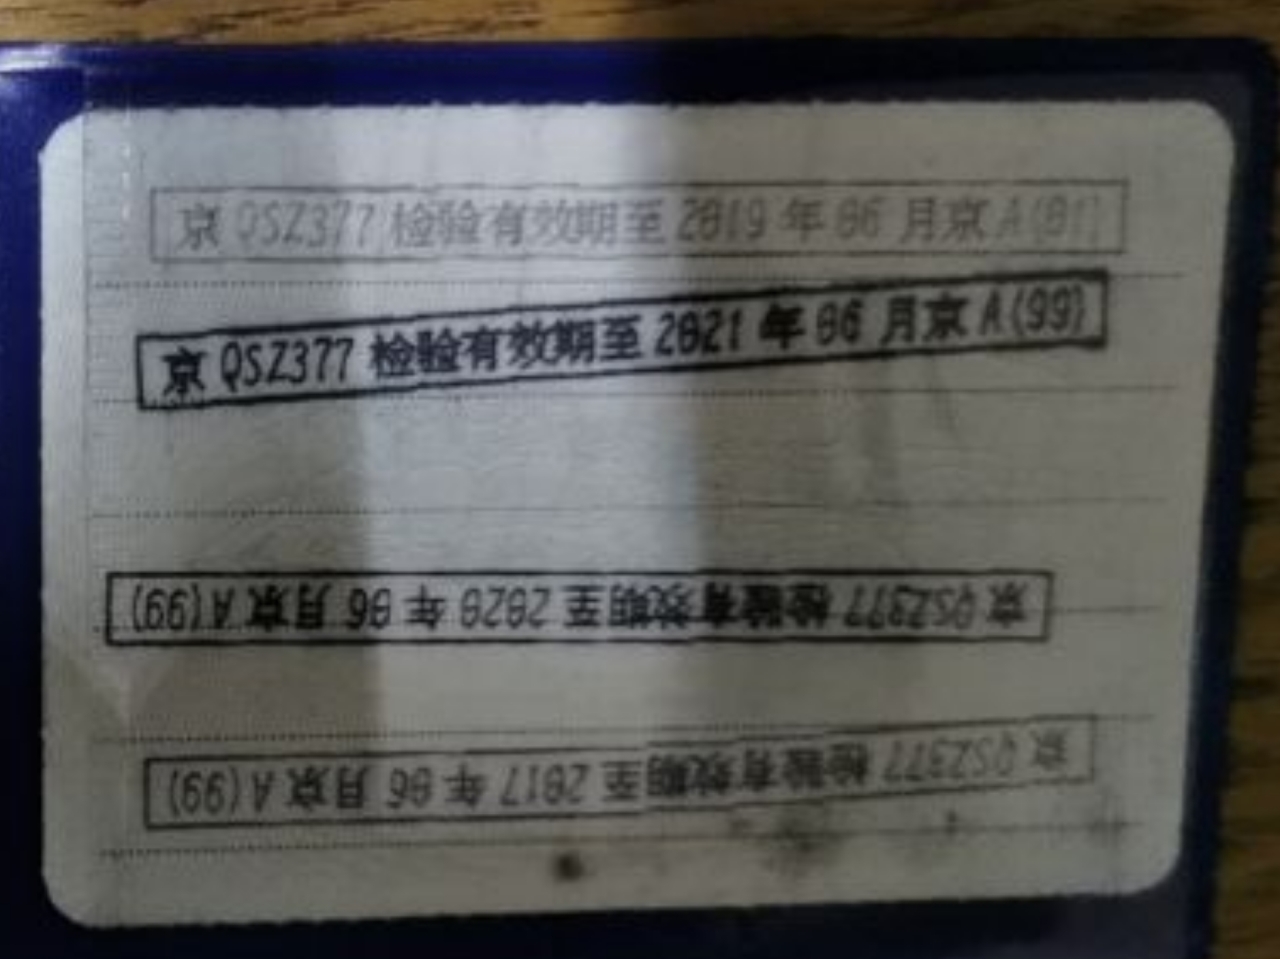 京 QSZ377 检验有效期至 2019 年 06 月京 A(01)
京 QSZ377 检验有效期至 2021 年 06 月京 A(99)
京 QSZ377 检验有效期至 2020 年 06 月京 A(99)
京 QSZ377 检验有效期至 2017 年 06 月京 A(99)